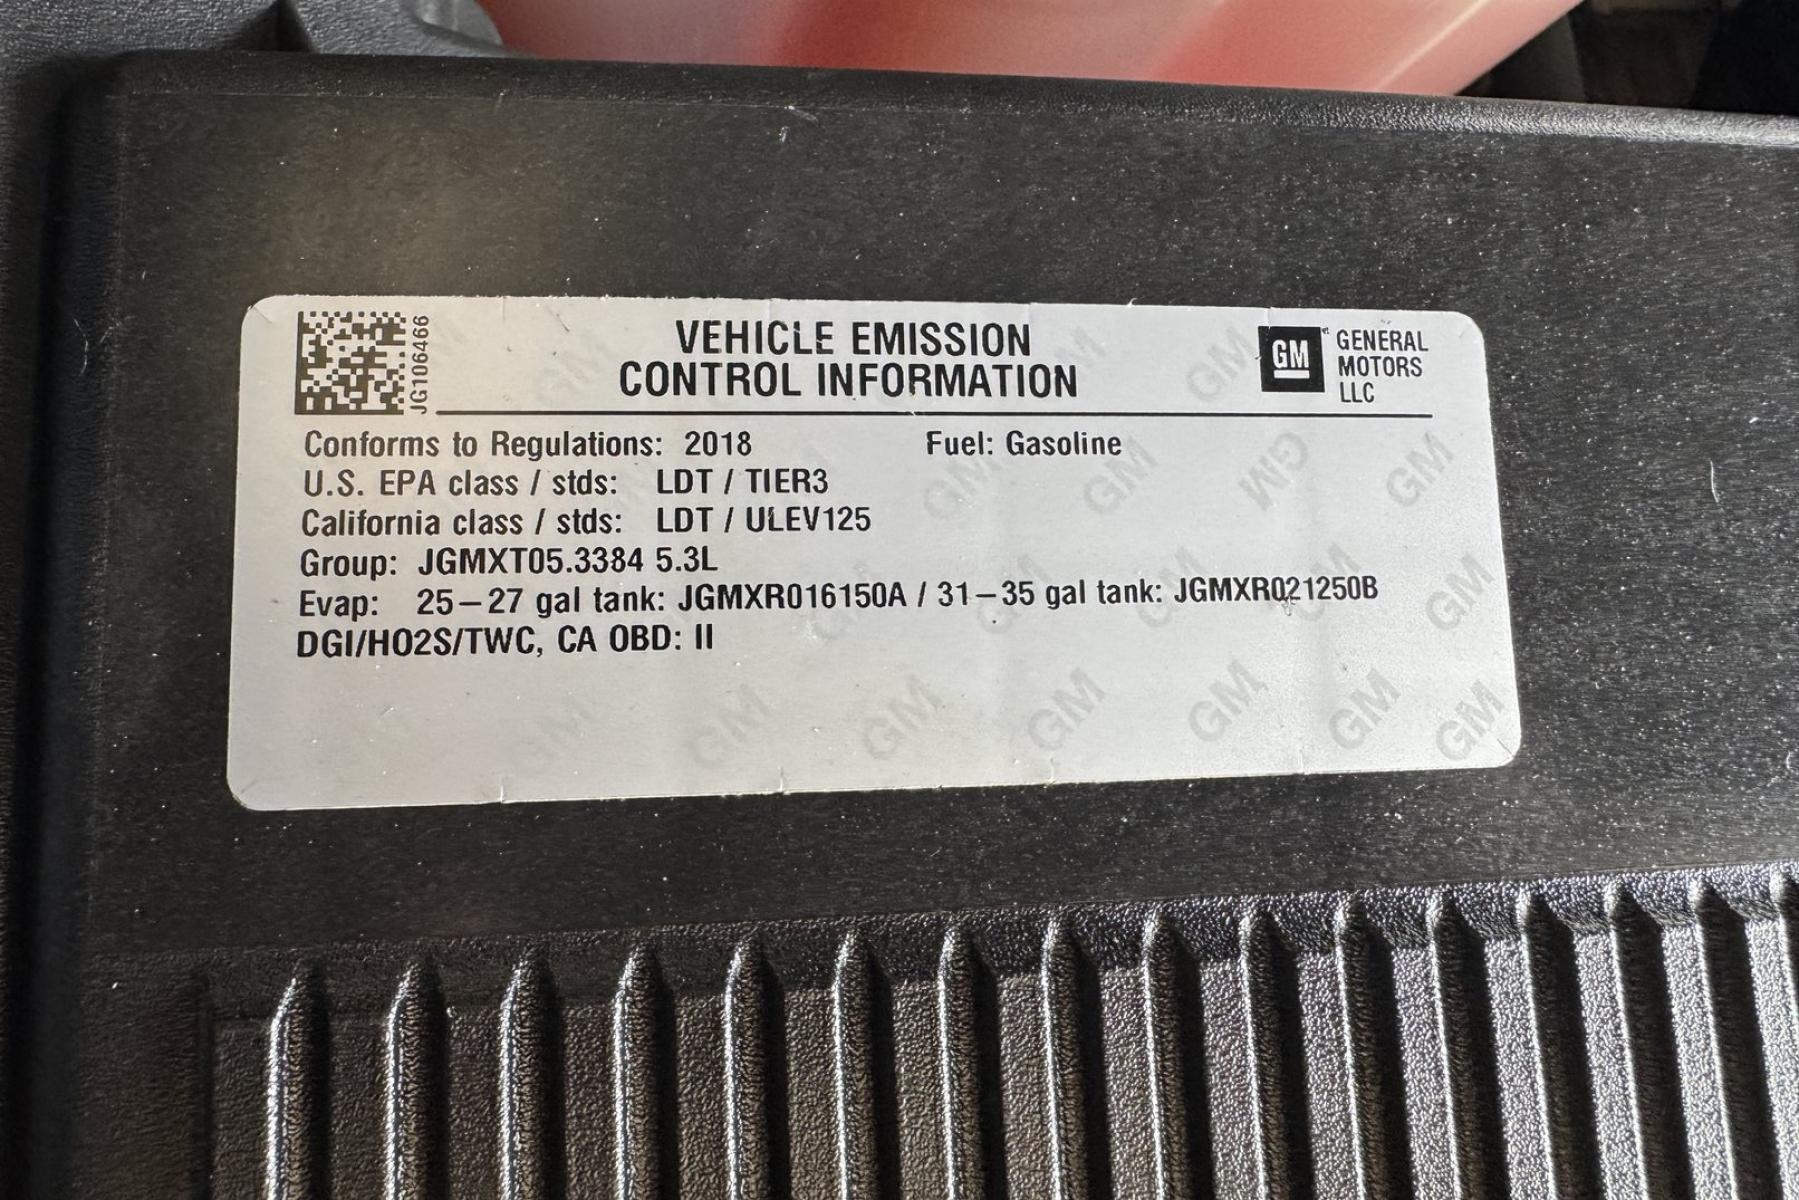 JG106466
VEHICLE EMISSION
CONTROL INFORMATION
GM
GENERAL
MOTORS
LLC
Conforms to Regulations: 2018 Fuel: Gasoline
U.S. EPA class / stds: LDT / TIER3
California class / stds: LDT / ULEV125
Group: JGMXT05.3384 5.3L
Evap: 25–27 gal tank: JGMXR016150A / 31–35 gal tank: JGMXR021250B
DGI/HO2S/TWC, CA OBD: II